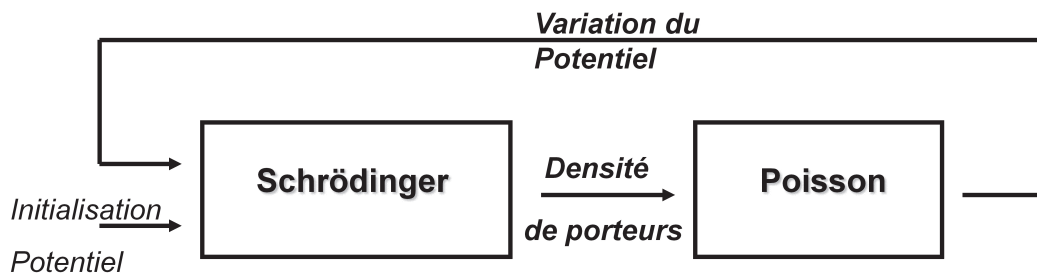 Variation du
Potentiel
Schrödinger
Densité
de porteurs
Poisson
Initialisation
Potentiel